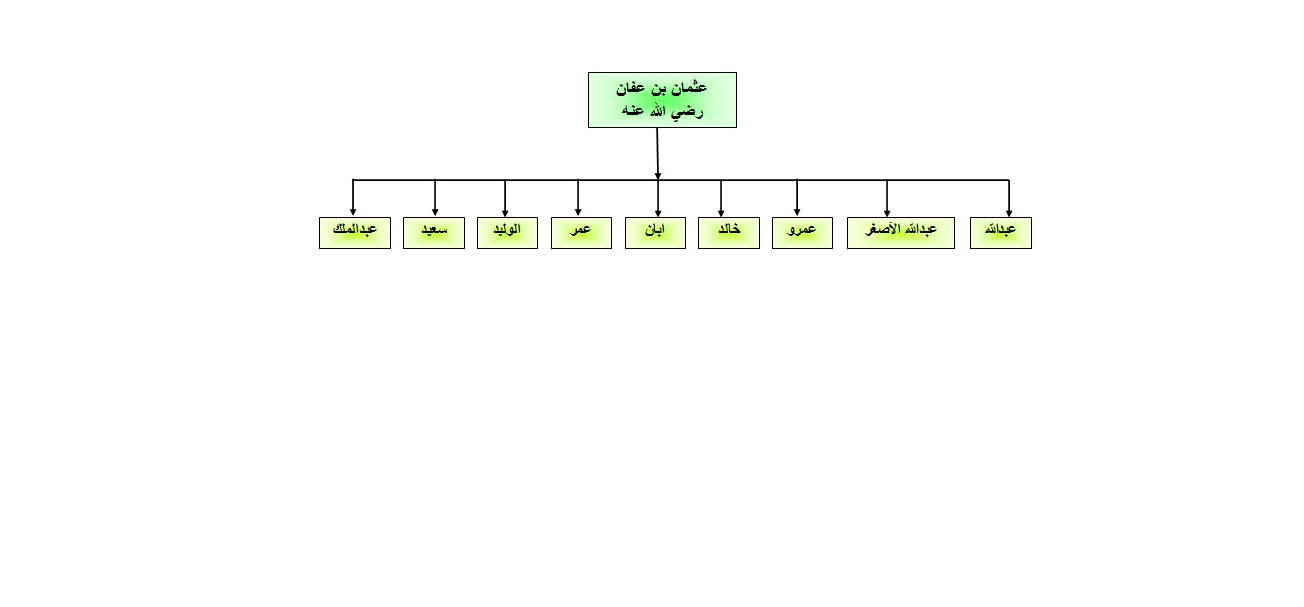 عثمان بن عفان
رضي الله عنه
عبدالله
عبدالله الأصغر
عمرو
خالد
ابان
عمر
الوليد
سعيد
عبدالملك